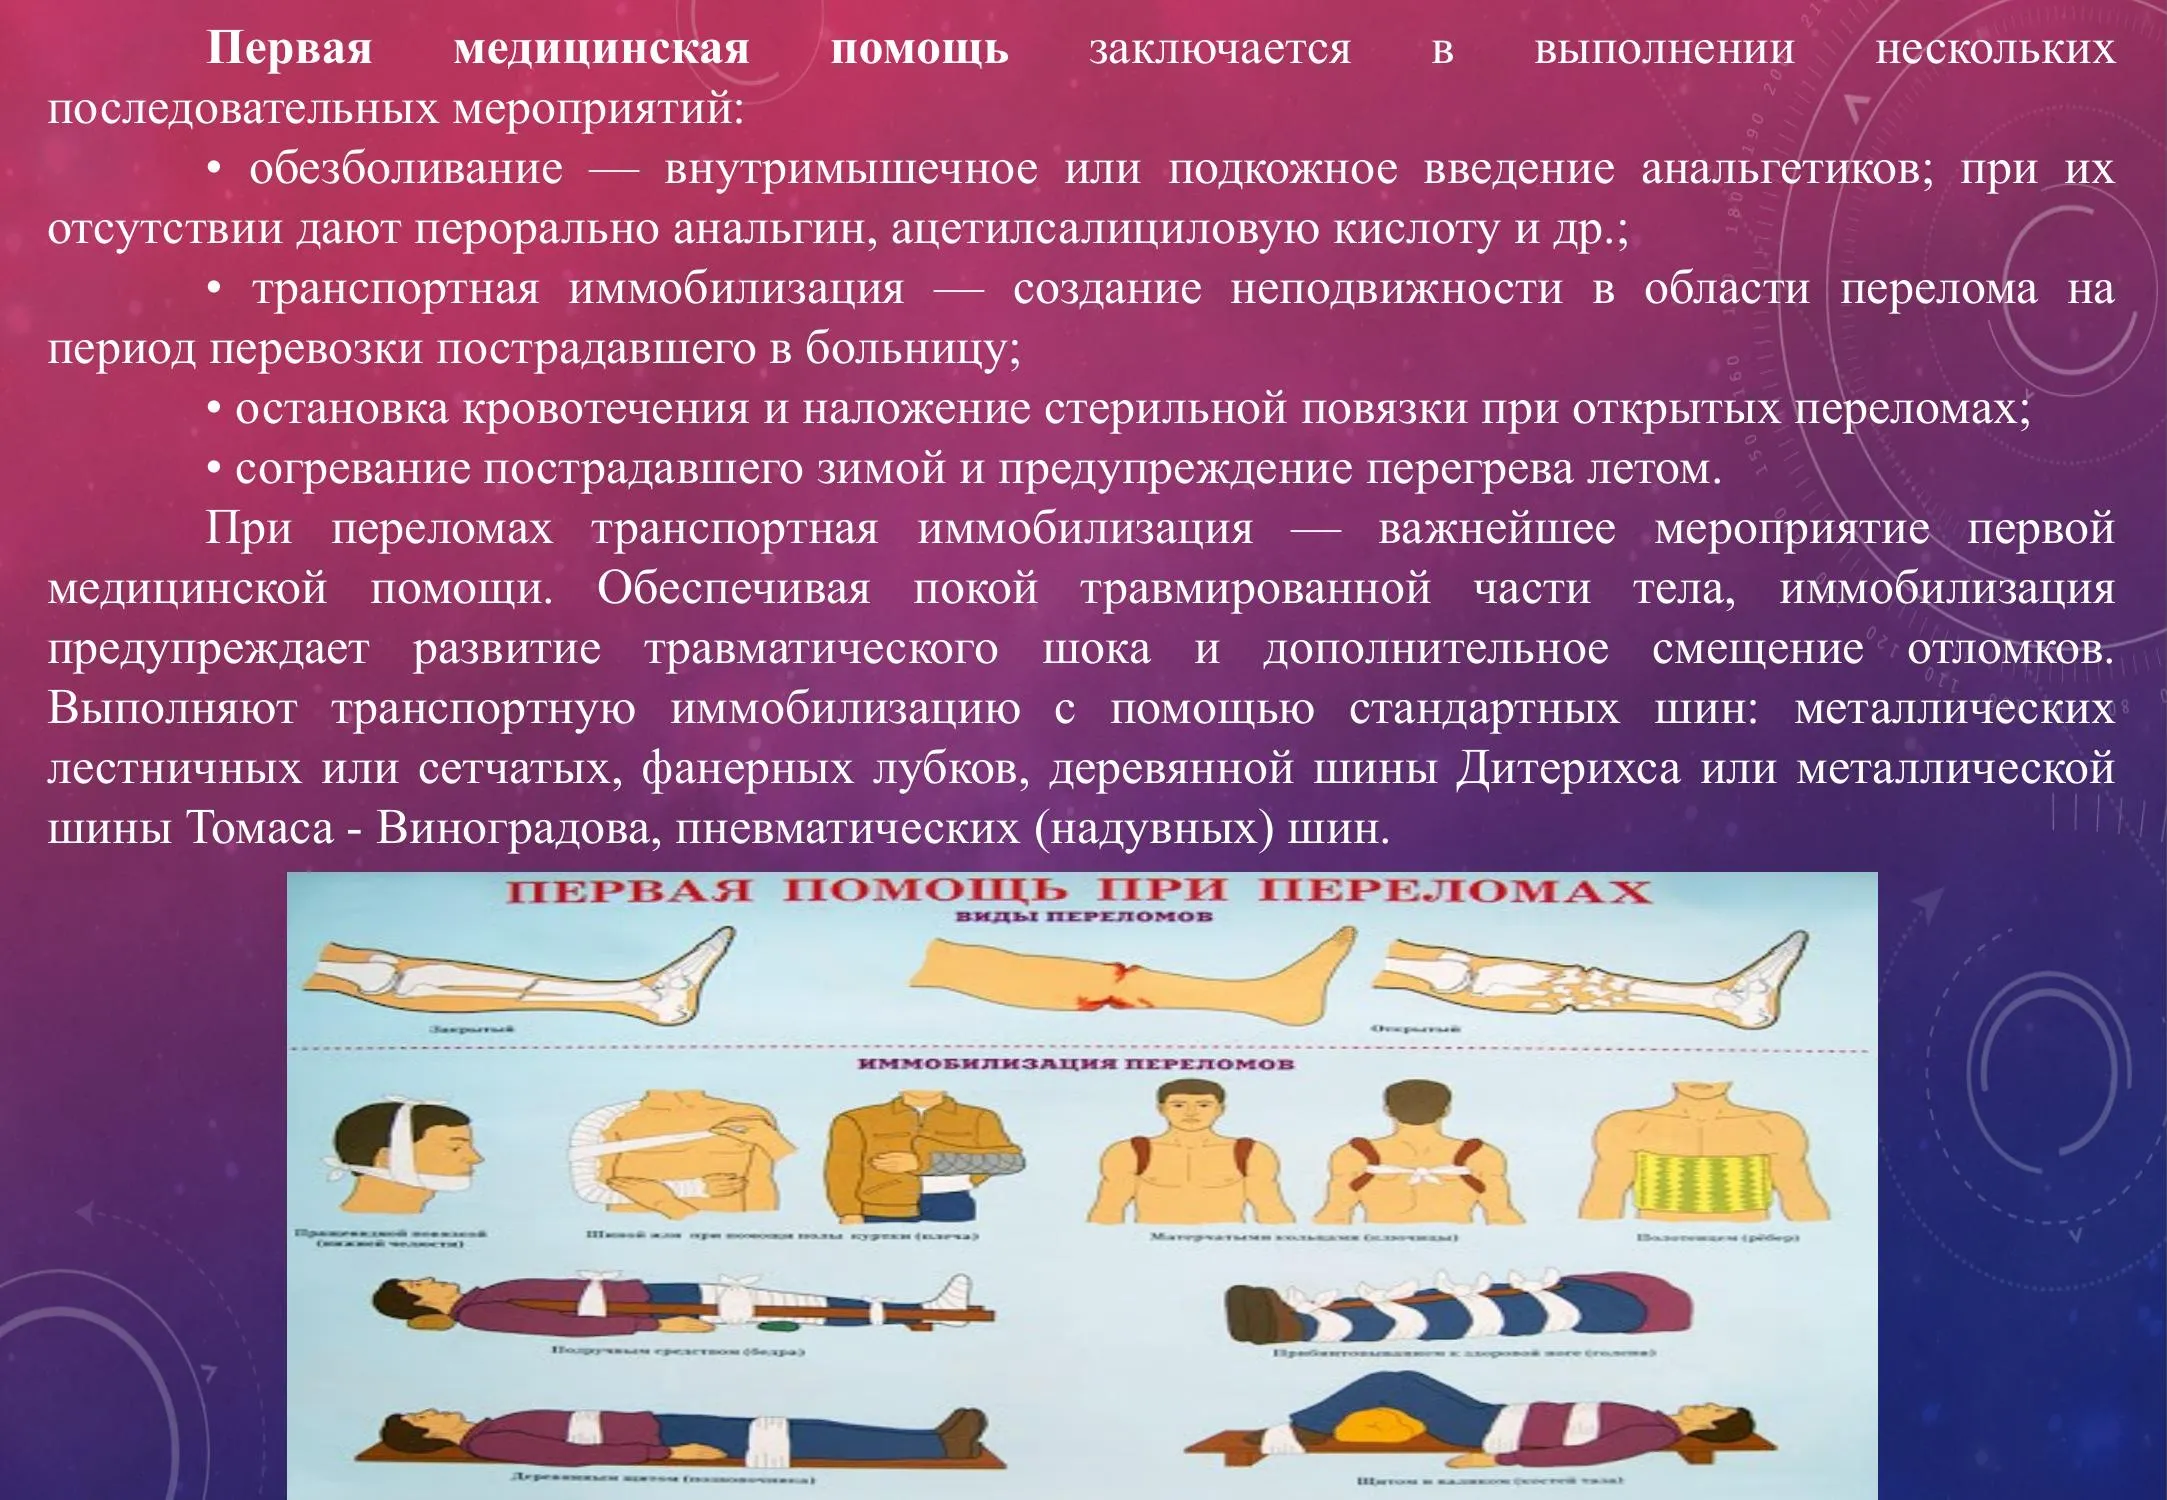 Первая медицинская помощь заключается в выполнении нескольких
последовательных мероприятий:
• обезболивание — внутримышечное или подкожное введение анальгетиков; при их
отсутствии дают перорально анальгин, ацетилсалициловую кислоту и др.;
• транспортная иммобилизация — создание неподвижности в области перелома на
период перевозки пострадавшего в больницу;
• остановка кровотечения и наложение стерильной повязки при открытых переломах;
• согревание пострадавшего зимой и предупреждение перегрева летом.
При переломах транспортная иммобилизация — важнейшее мероприятие первой
медицинской помощи. Обеспечивая покой травмированной части тела, иммобилизация
предупреждает развитие травматического шока и дополнительное смещение отломков.
Выполняют транспортную иммобилизацию с помощью стандартных шин: металлических
лестничных или сетчатых, фанерных лубков, деревянной шины Дитерихса или металлической
шины Томаса - Виноградова, пневматических (надувных) шин.
ПЕРВАЯ ПОМОЩЬ ПРИ ПЕРЕЛОМАХ
ВИДЫ ПЕРЕЛОМОВ
Закрытый
Открытый
ИММОБИЛИЗАЦИЯ ПЕРЕЛОМОВ
Пращевидной повязкой
(нижней челюсти)
Шиной или при помощи полы куртки (плеча)
Матерчатыми кольцами (ключицы)
Полотенцем (рёбер)
Подручным средством (бедра)
Прибинтовыванием к здоровой ноге (голени)
Деревянным щитом (позвоночника)
Щитом и валиком (костей таза)